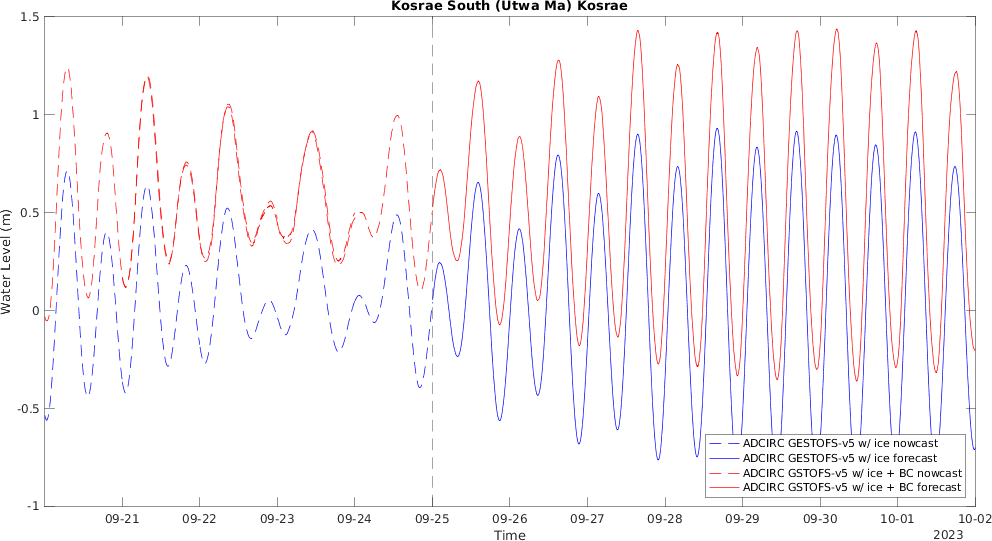 Kosrae South (Utwa Ma) Kosrae
Water Level (m)
1.5
1
0.5
0
-0.5
-1
ADCIRC GESTOFS-v5 w/ ice nowcast
ADCIRC GESTOFS-v5 w/ ice forecast
ADCIRC GSTOFS-v5 w/ ice + BC nowcast
ADCIRC GSTOFS-v5 w/ ice + BC forecast
09-21 09-22 09-23 09-24 09-25 09-26 09-27 09-28 09-29 09-30 10-01 10-02
Time
2023